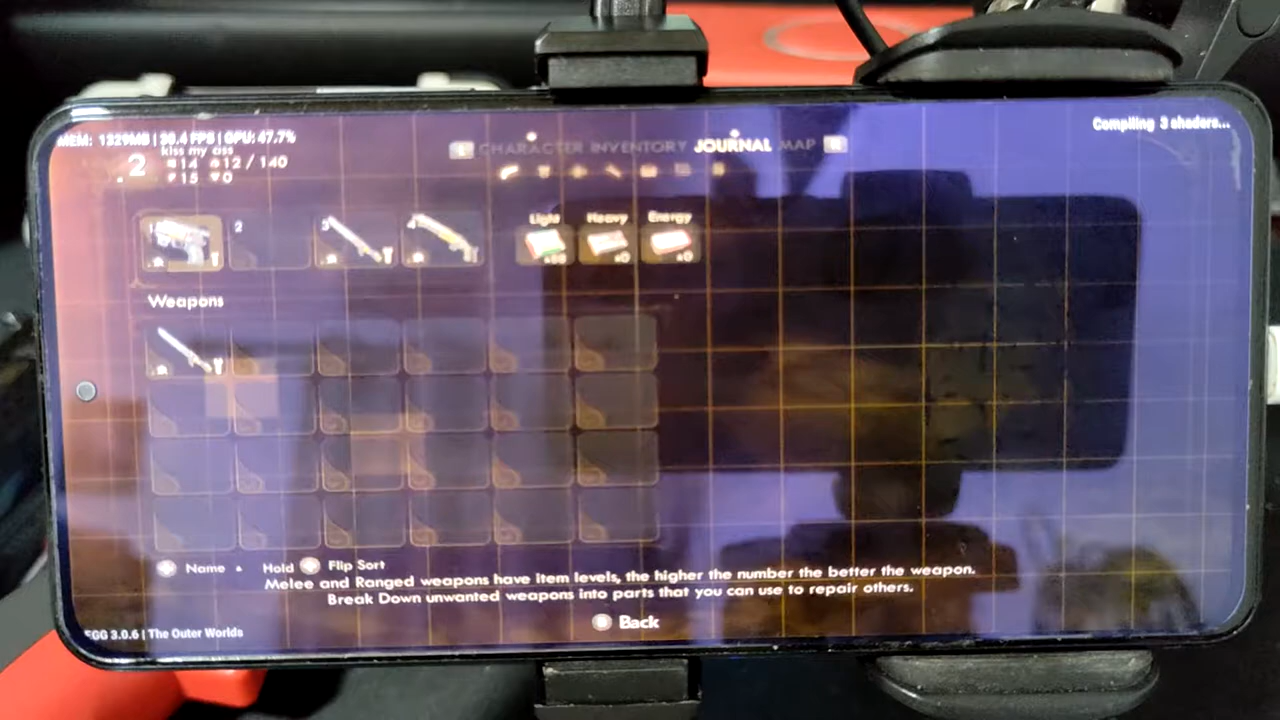 MEM: 1329MB | 30.4 FPS | GPU: 47.7%
Compiling 3 shaders...
kiss my ass
2
14 12 / 140
15 0
CHARACTER INVENTORY JOURNAL MAP
2
Light Heavy Energy
x0 x0
Weapons
Name Hold Flip Sort
Melee and Ranged weapons have item levels, the higher the number the better the weapon.
Break Down unwanted weapons into parts that you can use to repair others.
Back
EGG 3.0.6 | The Outer Worlds